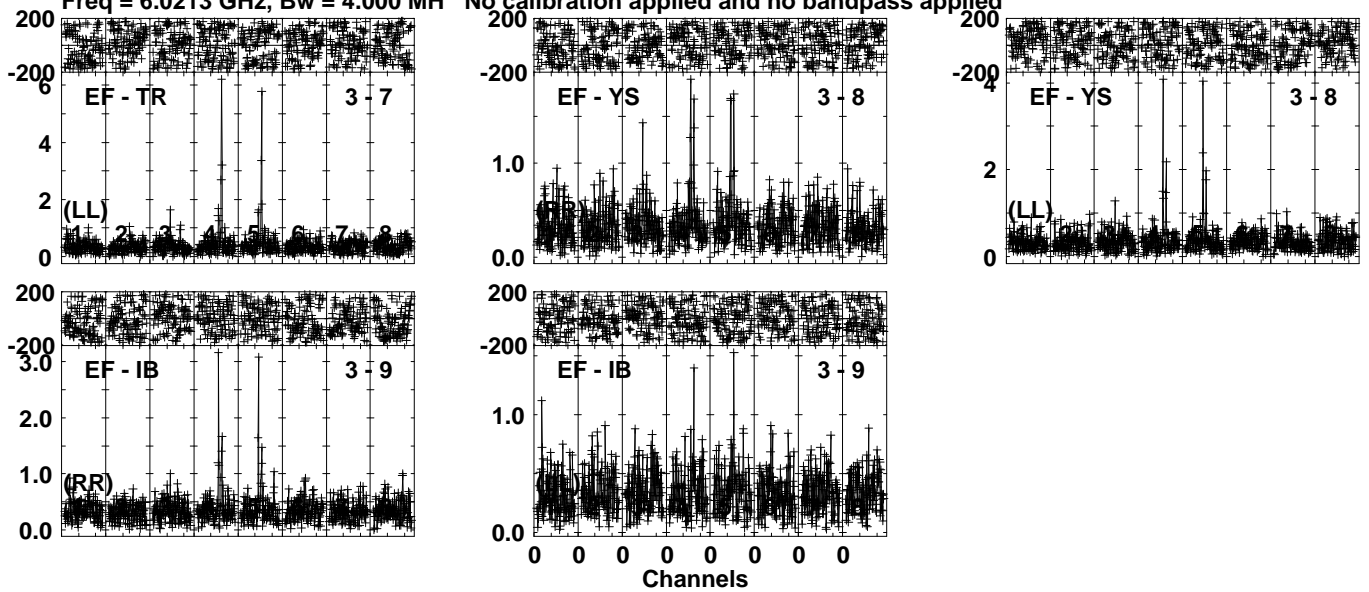 Freq = 6.0213 GHz, Bw = 4.000 MH No calibration applied and no bandpass applied
200
-200
6
4
2
0
EF - TR 3 - 7
(LL)
1 2 3 4 5 6 7 8
200
-200
1.0
0.0
EF - YS 3 - 8
200
-200
4
2
0
EF - YS 3 - 8
(LL)
200
-200
3.0
2.0
1.0
0.0
EF - IB 3 - 9
(RR)
200
-200
1.0
0.0
EF - IB 3 - 9
0 0 0 0 0 0 0 0
Channels